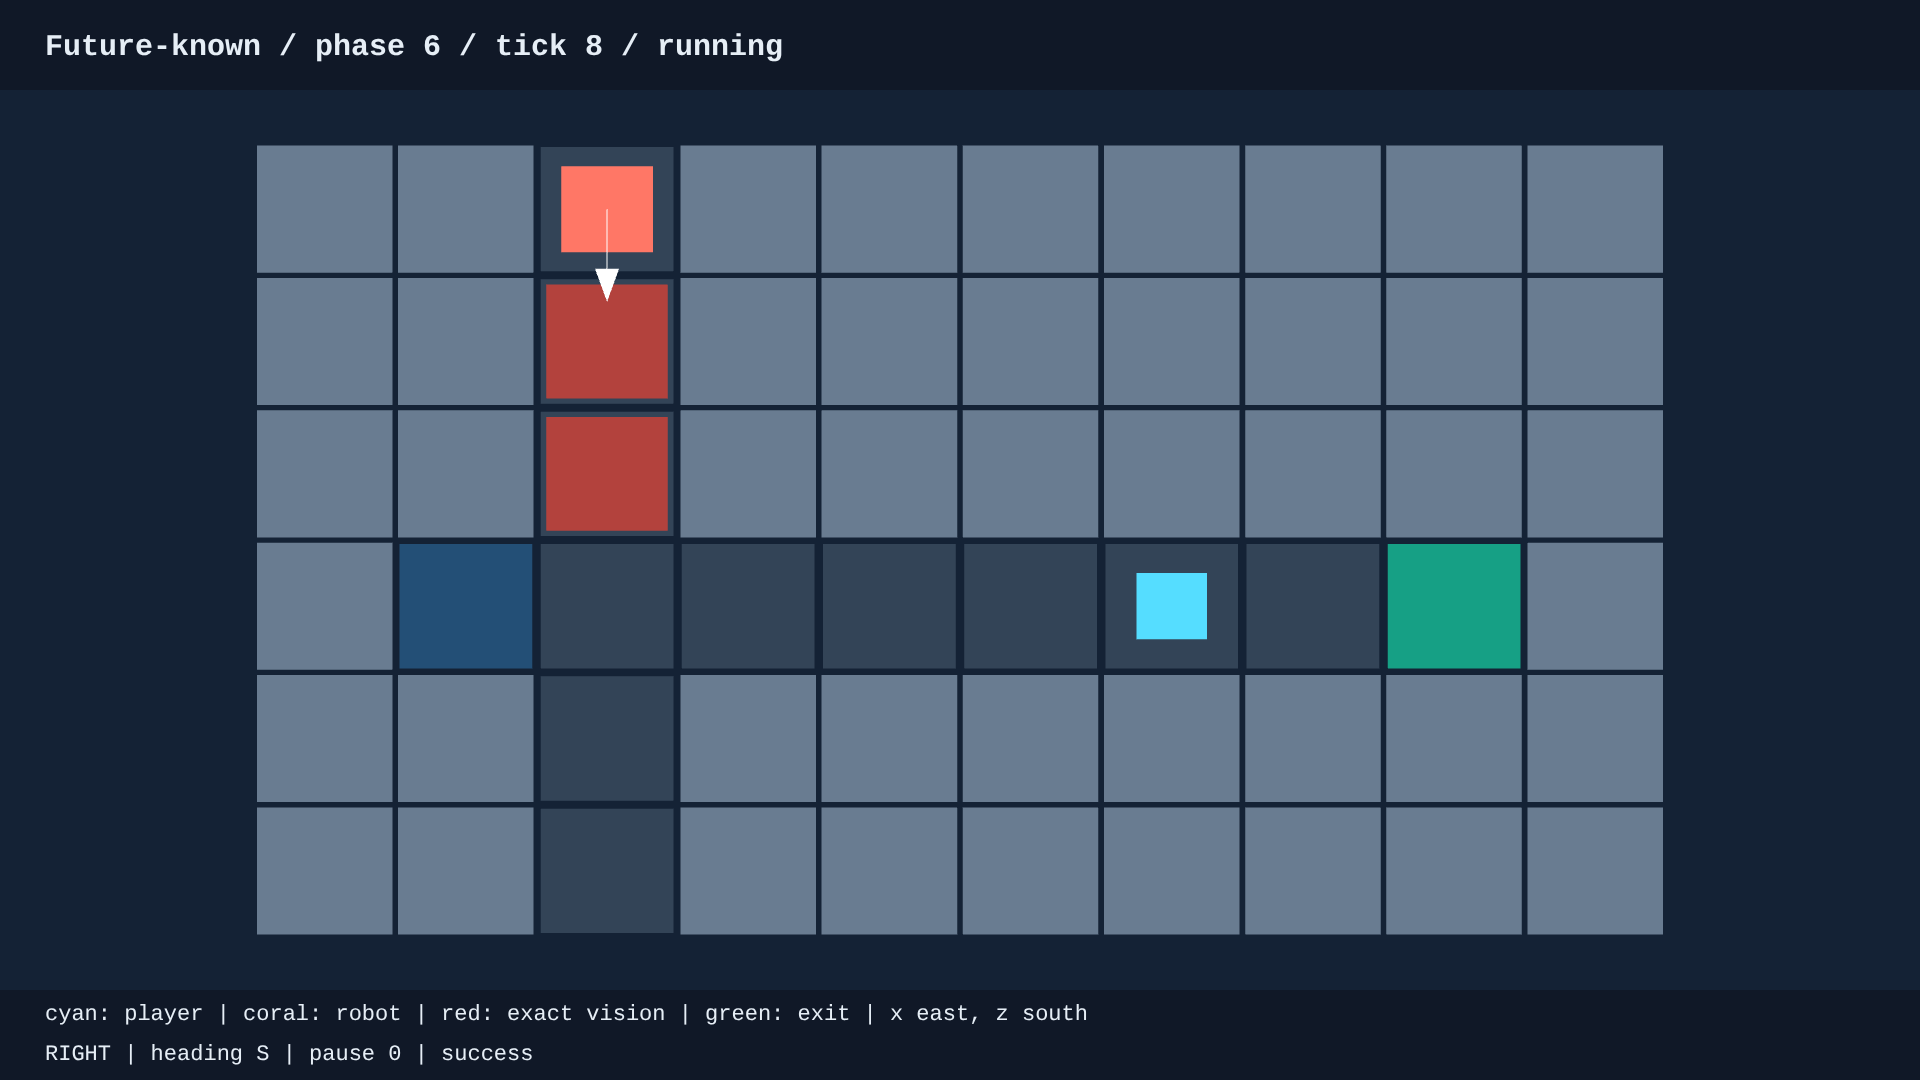 Future-known / phase 6 / tick 8 / running
cyan: player | coral: robot | red: exact vision | green: exit | x east, z south
RIGHT | heading S | pause 0 | success